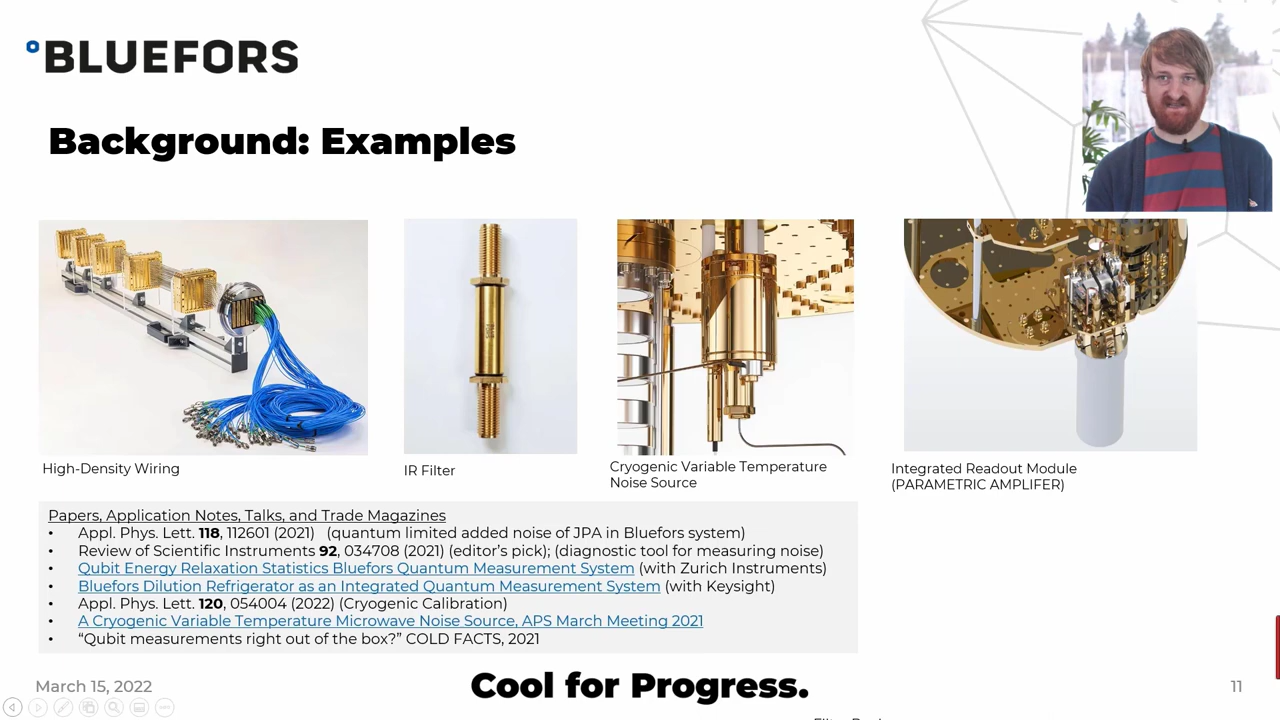 BLUEFORS
Background: Examples
High-Density Wiring
IR Filter
Cryogenic Variable Temperature
Noise Source
Integrated Readout Module
(PARAMETRIC AMPLIFER)
Papers, Application Notes, Talks, and Trade Magazines
• Appl. Phys. Lett. 118, 112601 (2021) (quantum limited added noise of JPA in Bluefors system)
• Review of Scientific Instruments 92, 034708 (2021) (editor’s pick); (diagnostic tool for measuring noise)
• Qubit Energy Relaxation Statistics Bluefors Quantum Measurement System (with Zurich Instruments)
• Bluefors Dilution Refrigerator as an Integrated Quantum Measurement System (with Keysight)
• Appl. Phys. Lett. 120, 054004 (2022) (Cryogenic Calibration)
• A Cryogenic Variable Temperature Microwave Noise Source, APS March Meeting 2021
• “Qubit measurements right out of the box?” COLD FACTS, 2021
March 15, 2022
Cool for Progress.
11